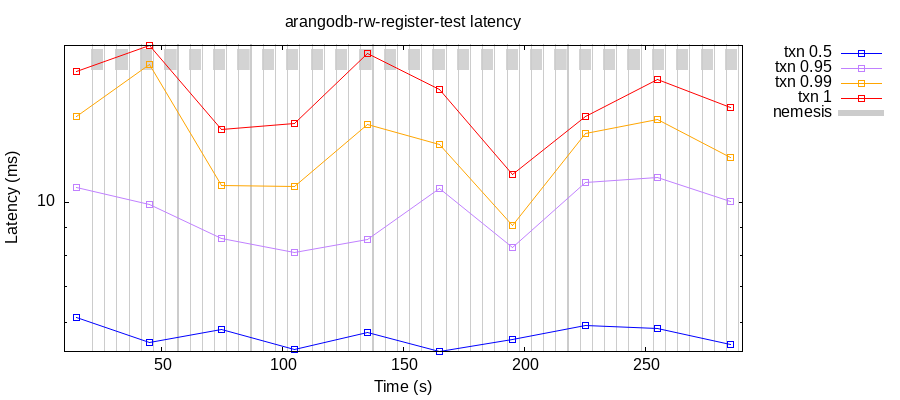 arangodb-rw-register-test latency
txn 0.5
txn 0.95
txn 0.99
txn 1
nemesis
Latency (ms)
10
50 100 150 200 250
Time (s)